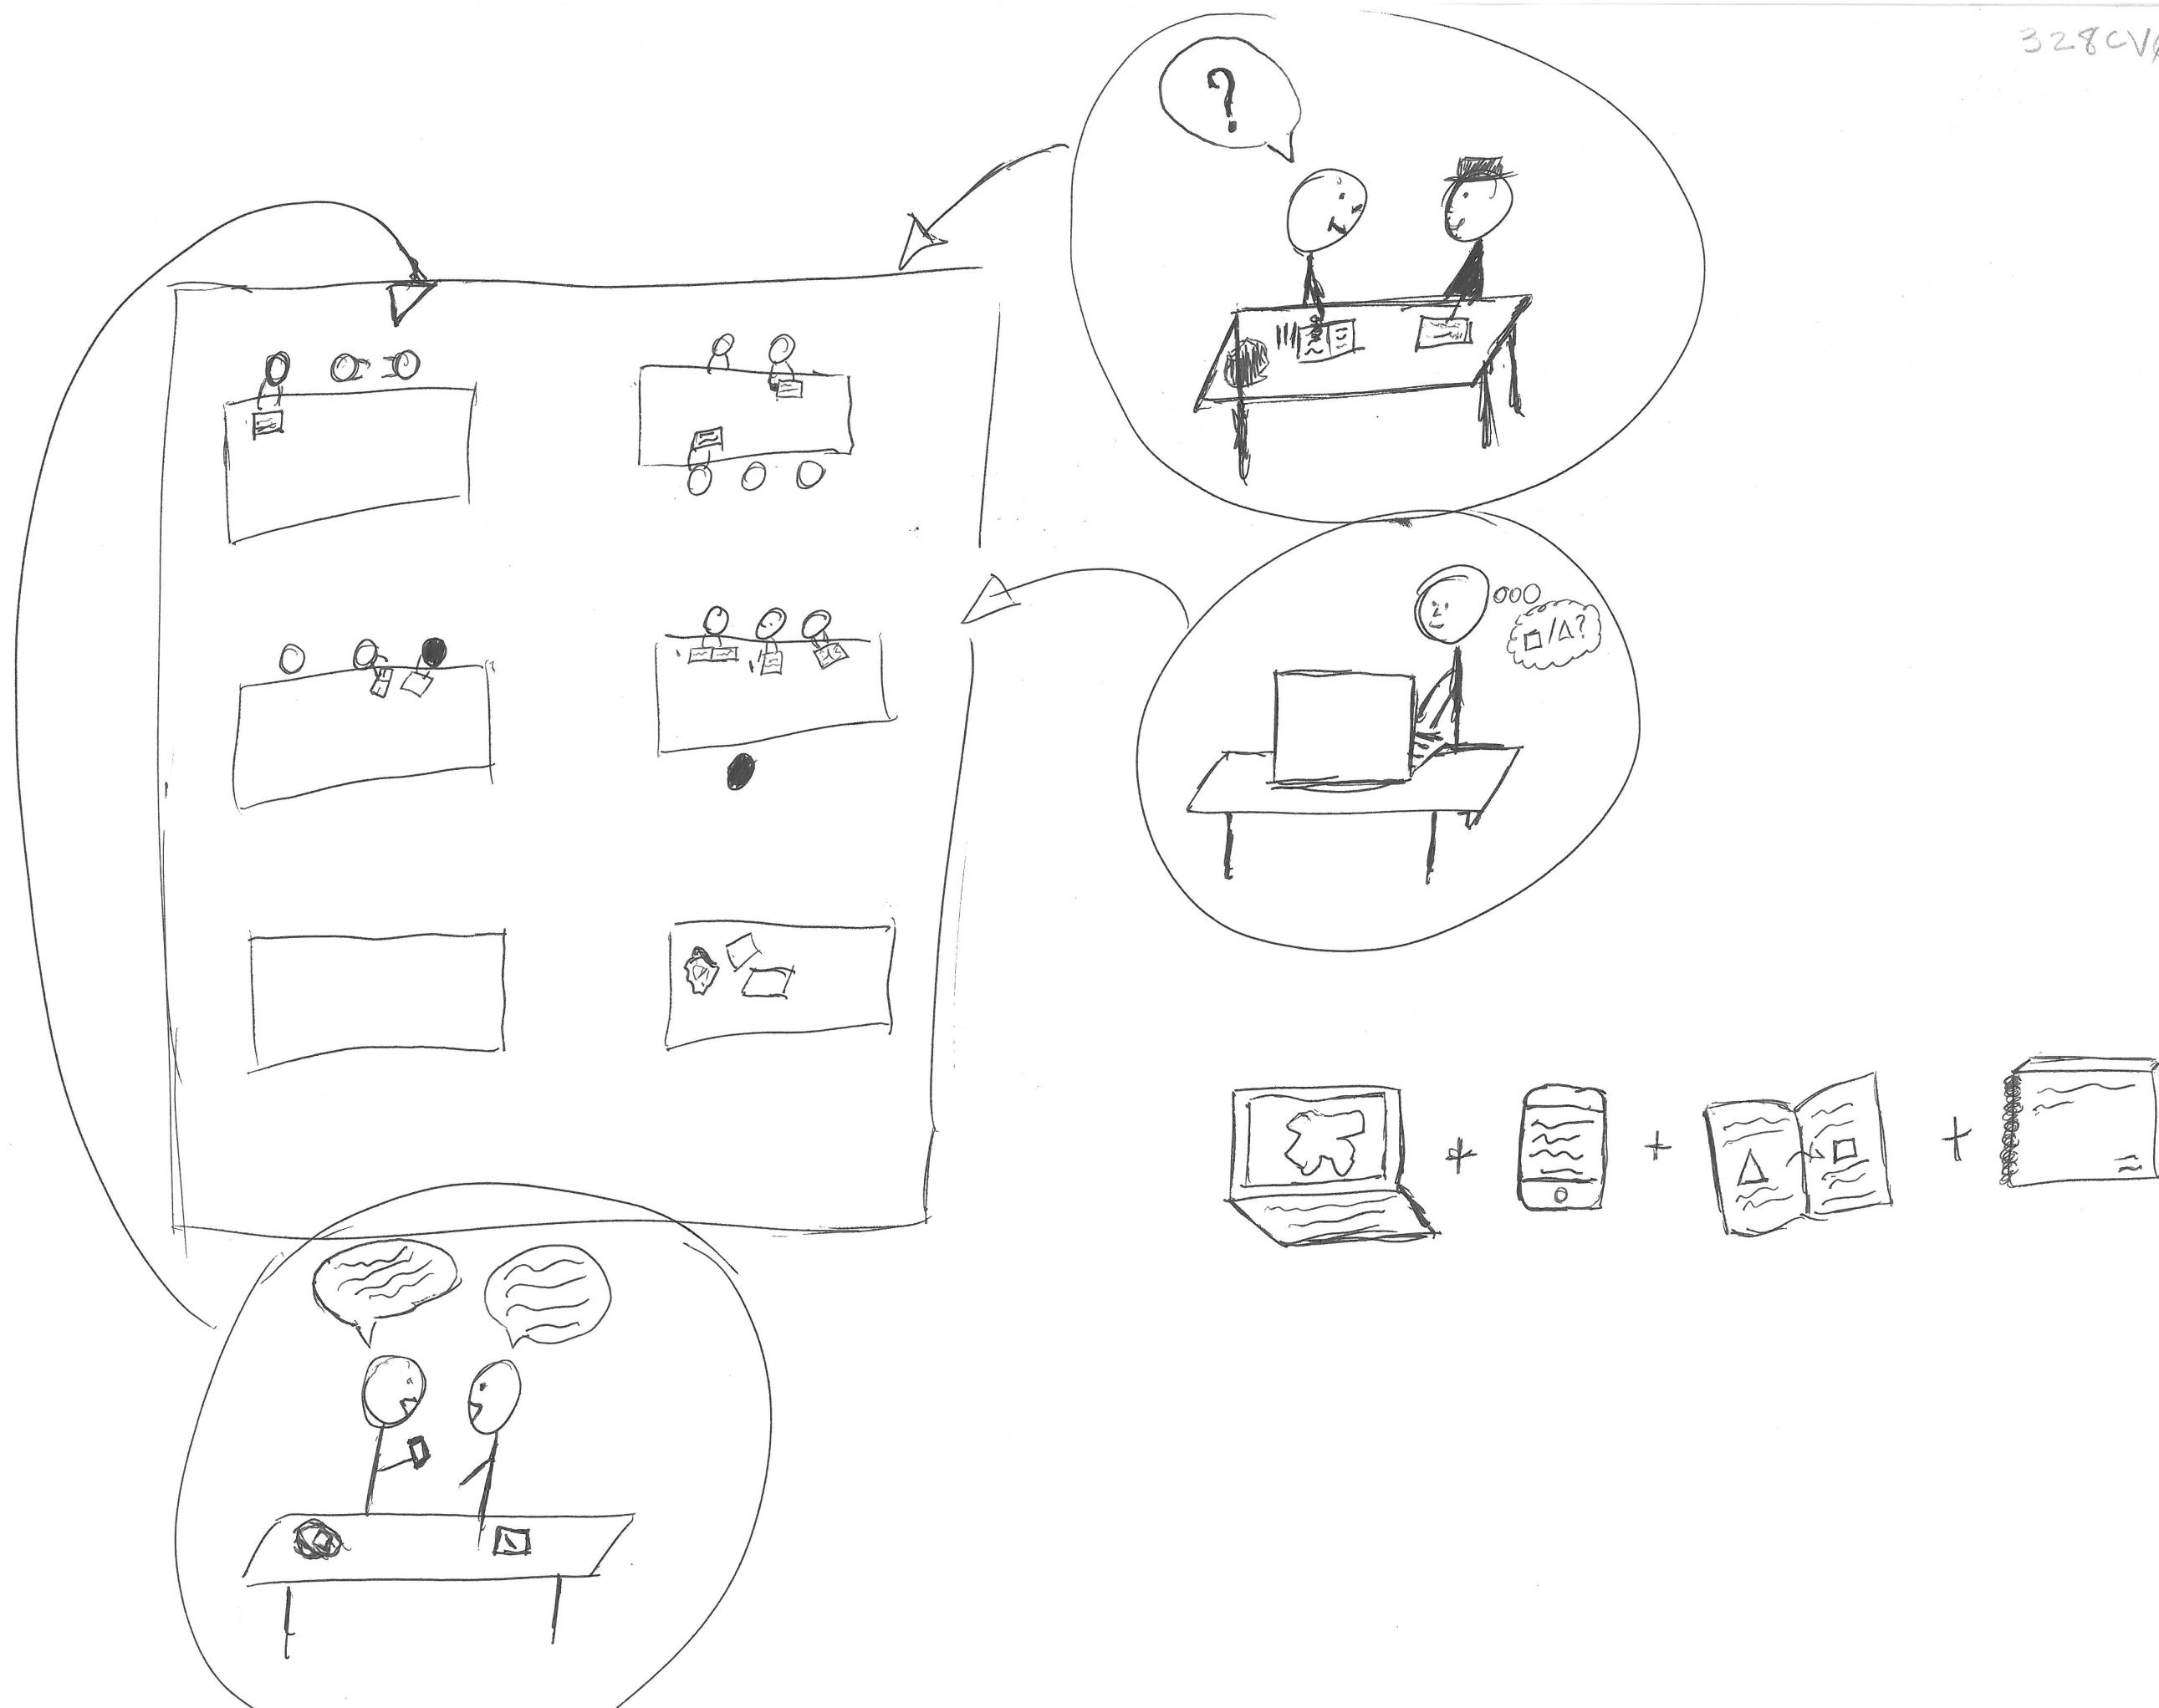 328CV
?
□/△?
+ + +